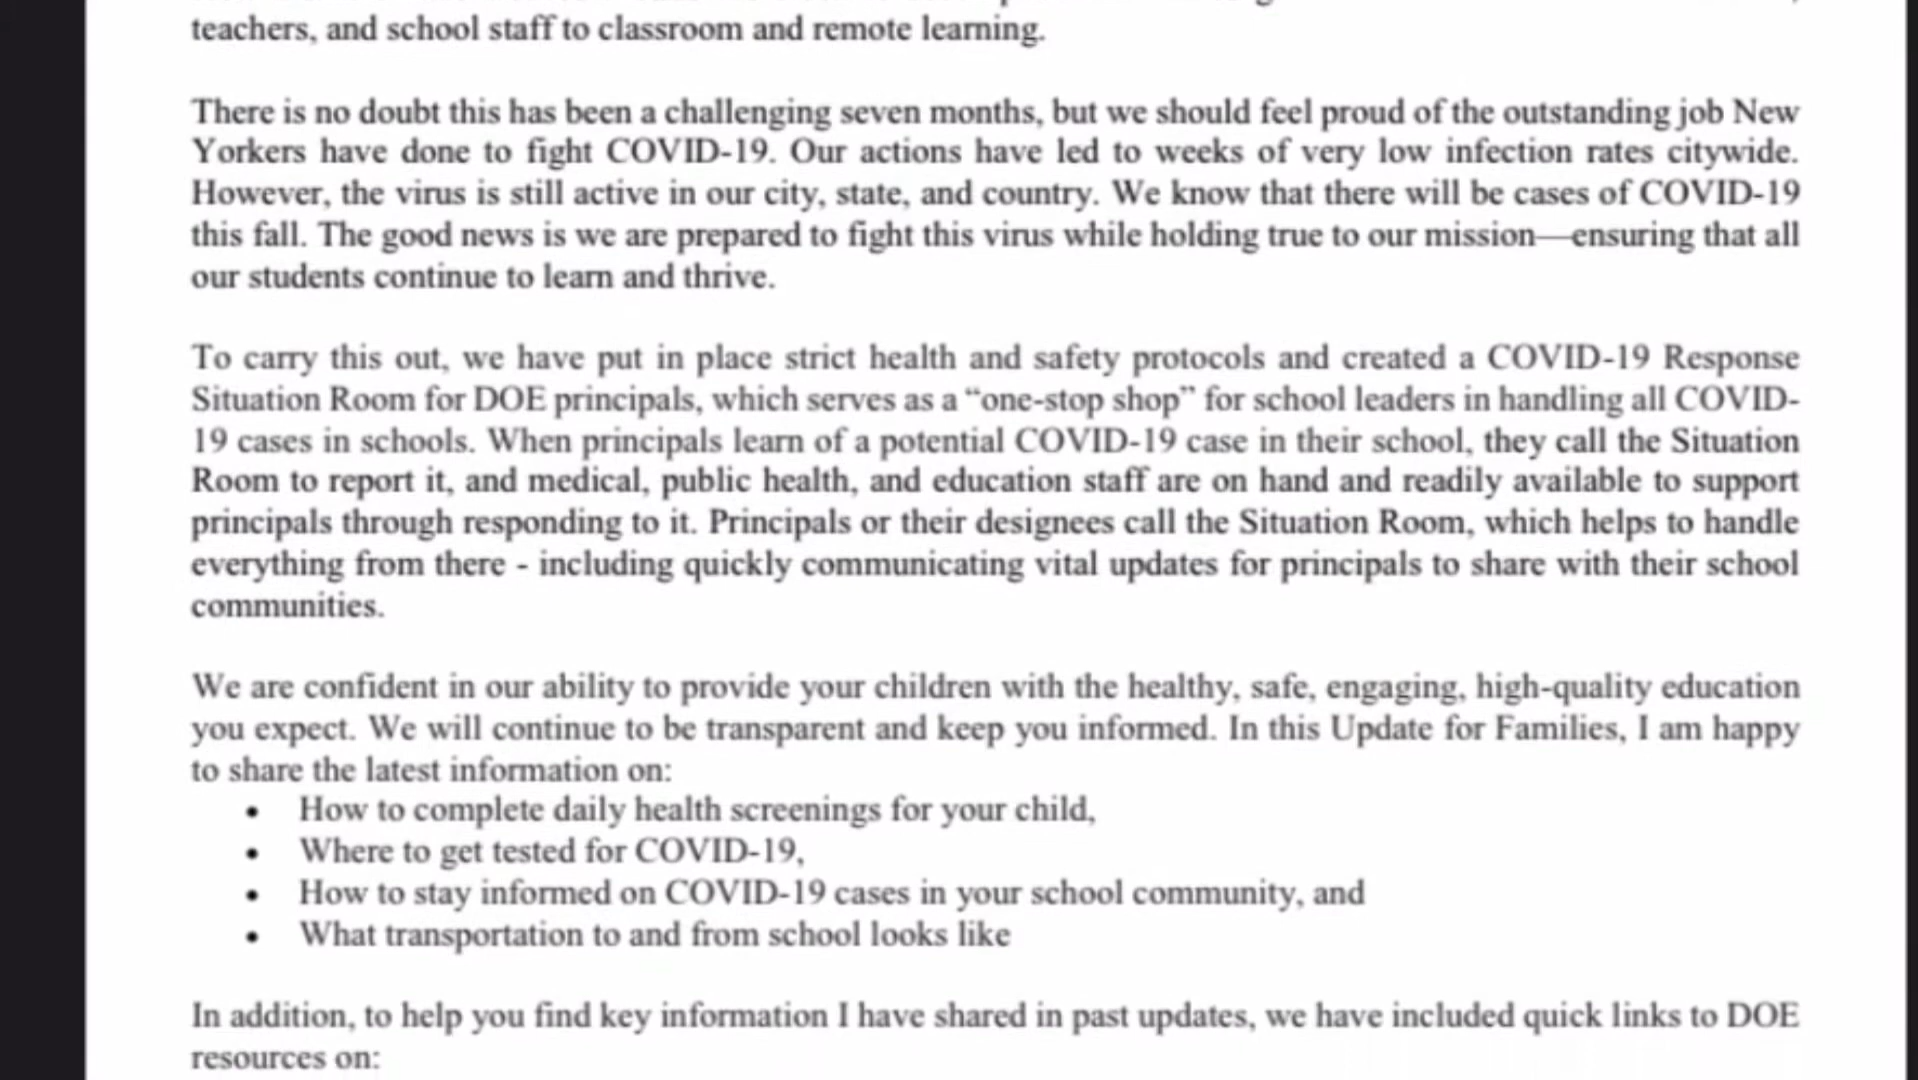 teachers, and school staff to classroom and remote learning.
There is no doubt this has been a challenging seven months, but we should feel proud of the outstanding job New
Yorkers have done to fight COVID-19. Our actions have led to weeks of very low infection rates citywide.
However, the virus is still active in our city, state, and country. We know that there will be cases of COVID-19
this fall. The good news is we are prepared to fight this virus while holding true to our mission—ensuring that all
our students continue to learn and thrive.
To carry this out, we have put in place strict health and safety protocols and created a COVID-19 Response
Situation Room for DOE principals, which serves as a “one-stop shop” for school leaders in handling all COVID-
19 cases in schools. When principals learn of a potential COVID-19 case in their school, they call the Situation
Room to report it, and medical, public health, and education staff are on hand and readily available to support
principals through responding to it. Principals or their designees call the Situation Room, which helps to handle
everything from there - including quickly communicating vital updates for principals to share with their school
communities.
We are confident in our ability to provide your children with the healthy, safe, engaging, high-quality education
you expect. We will continue to be transparent and keep you informed. In this Update for Families, I am happy
to share the latest information on:
• How to complete daily health screenings for your child,
• Where to get tested for COVID-19,
• How to stay informed on COVID-19 cases in your school community, and
• What transportation to and from school looks like
In addition, to help you find key information I have shared in past updates, we have included quick links to DOE
resources on: